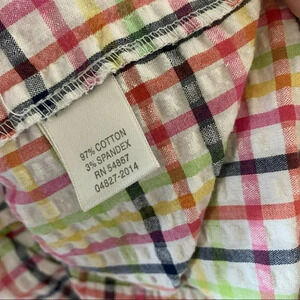 97% COTTON
3% SPANDEX
RN 54867
04827-2014